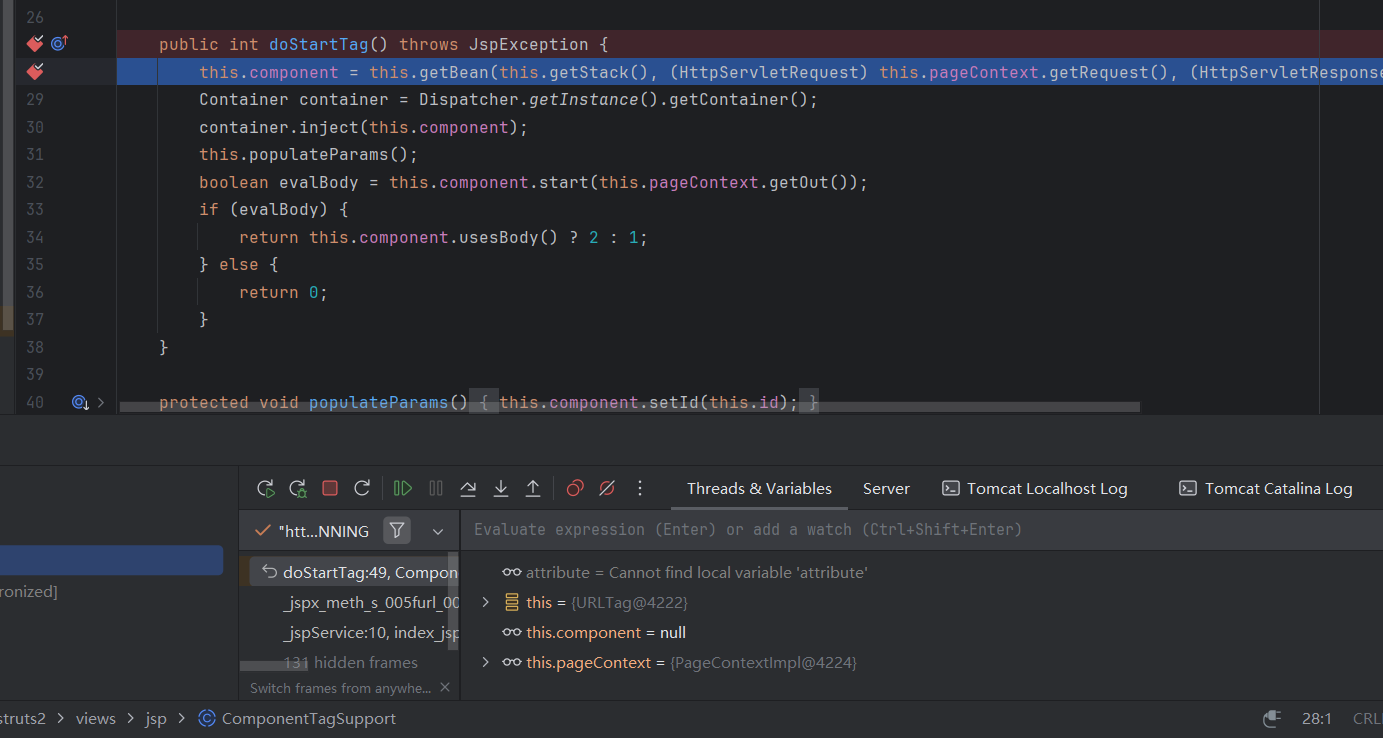 26
public int doStartTag() throws JspException {
this.component = this.getBean(this.getStack(), (HttpServletRequest) this.pageContext.getRequest(), (HttpServletResponse
29 Container container = Dispatcher.getInstance().getContainer();
30 container.inject(this.component);
31 this.populateParams();
32 boolean evalBody = this.component.start(this.pageContext.getOut());
33 if (evalBody) {
34 return this.component.usesBody() ? 2 : 1;
35 } else {
36 return 0;
37 }
38 }
39
40 protected void populateParams() { this.component.setId(this.id); }
Threads & Variables Server Tomcat Localhost Log Tomcat Catalina Log
"htt...NNING Evaluate expression (Enter) or add a watch (Ctrl+Shift+Enter)
doStartTag:49, Compon attribute = Cannot find local variable 'attribute'
ronized] _jspx_meth_s_005furl_00 this = {URLTag@4222}
_jspService:10, index_jsp this.component = null
131 hidden frames this.pageContext = {PageContextImpl@4224}
Switch frames from anywhe...
struts2 views jsp ComponentTagSupport 28:1 CRL